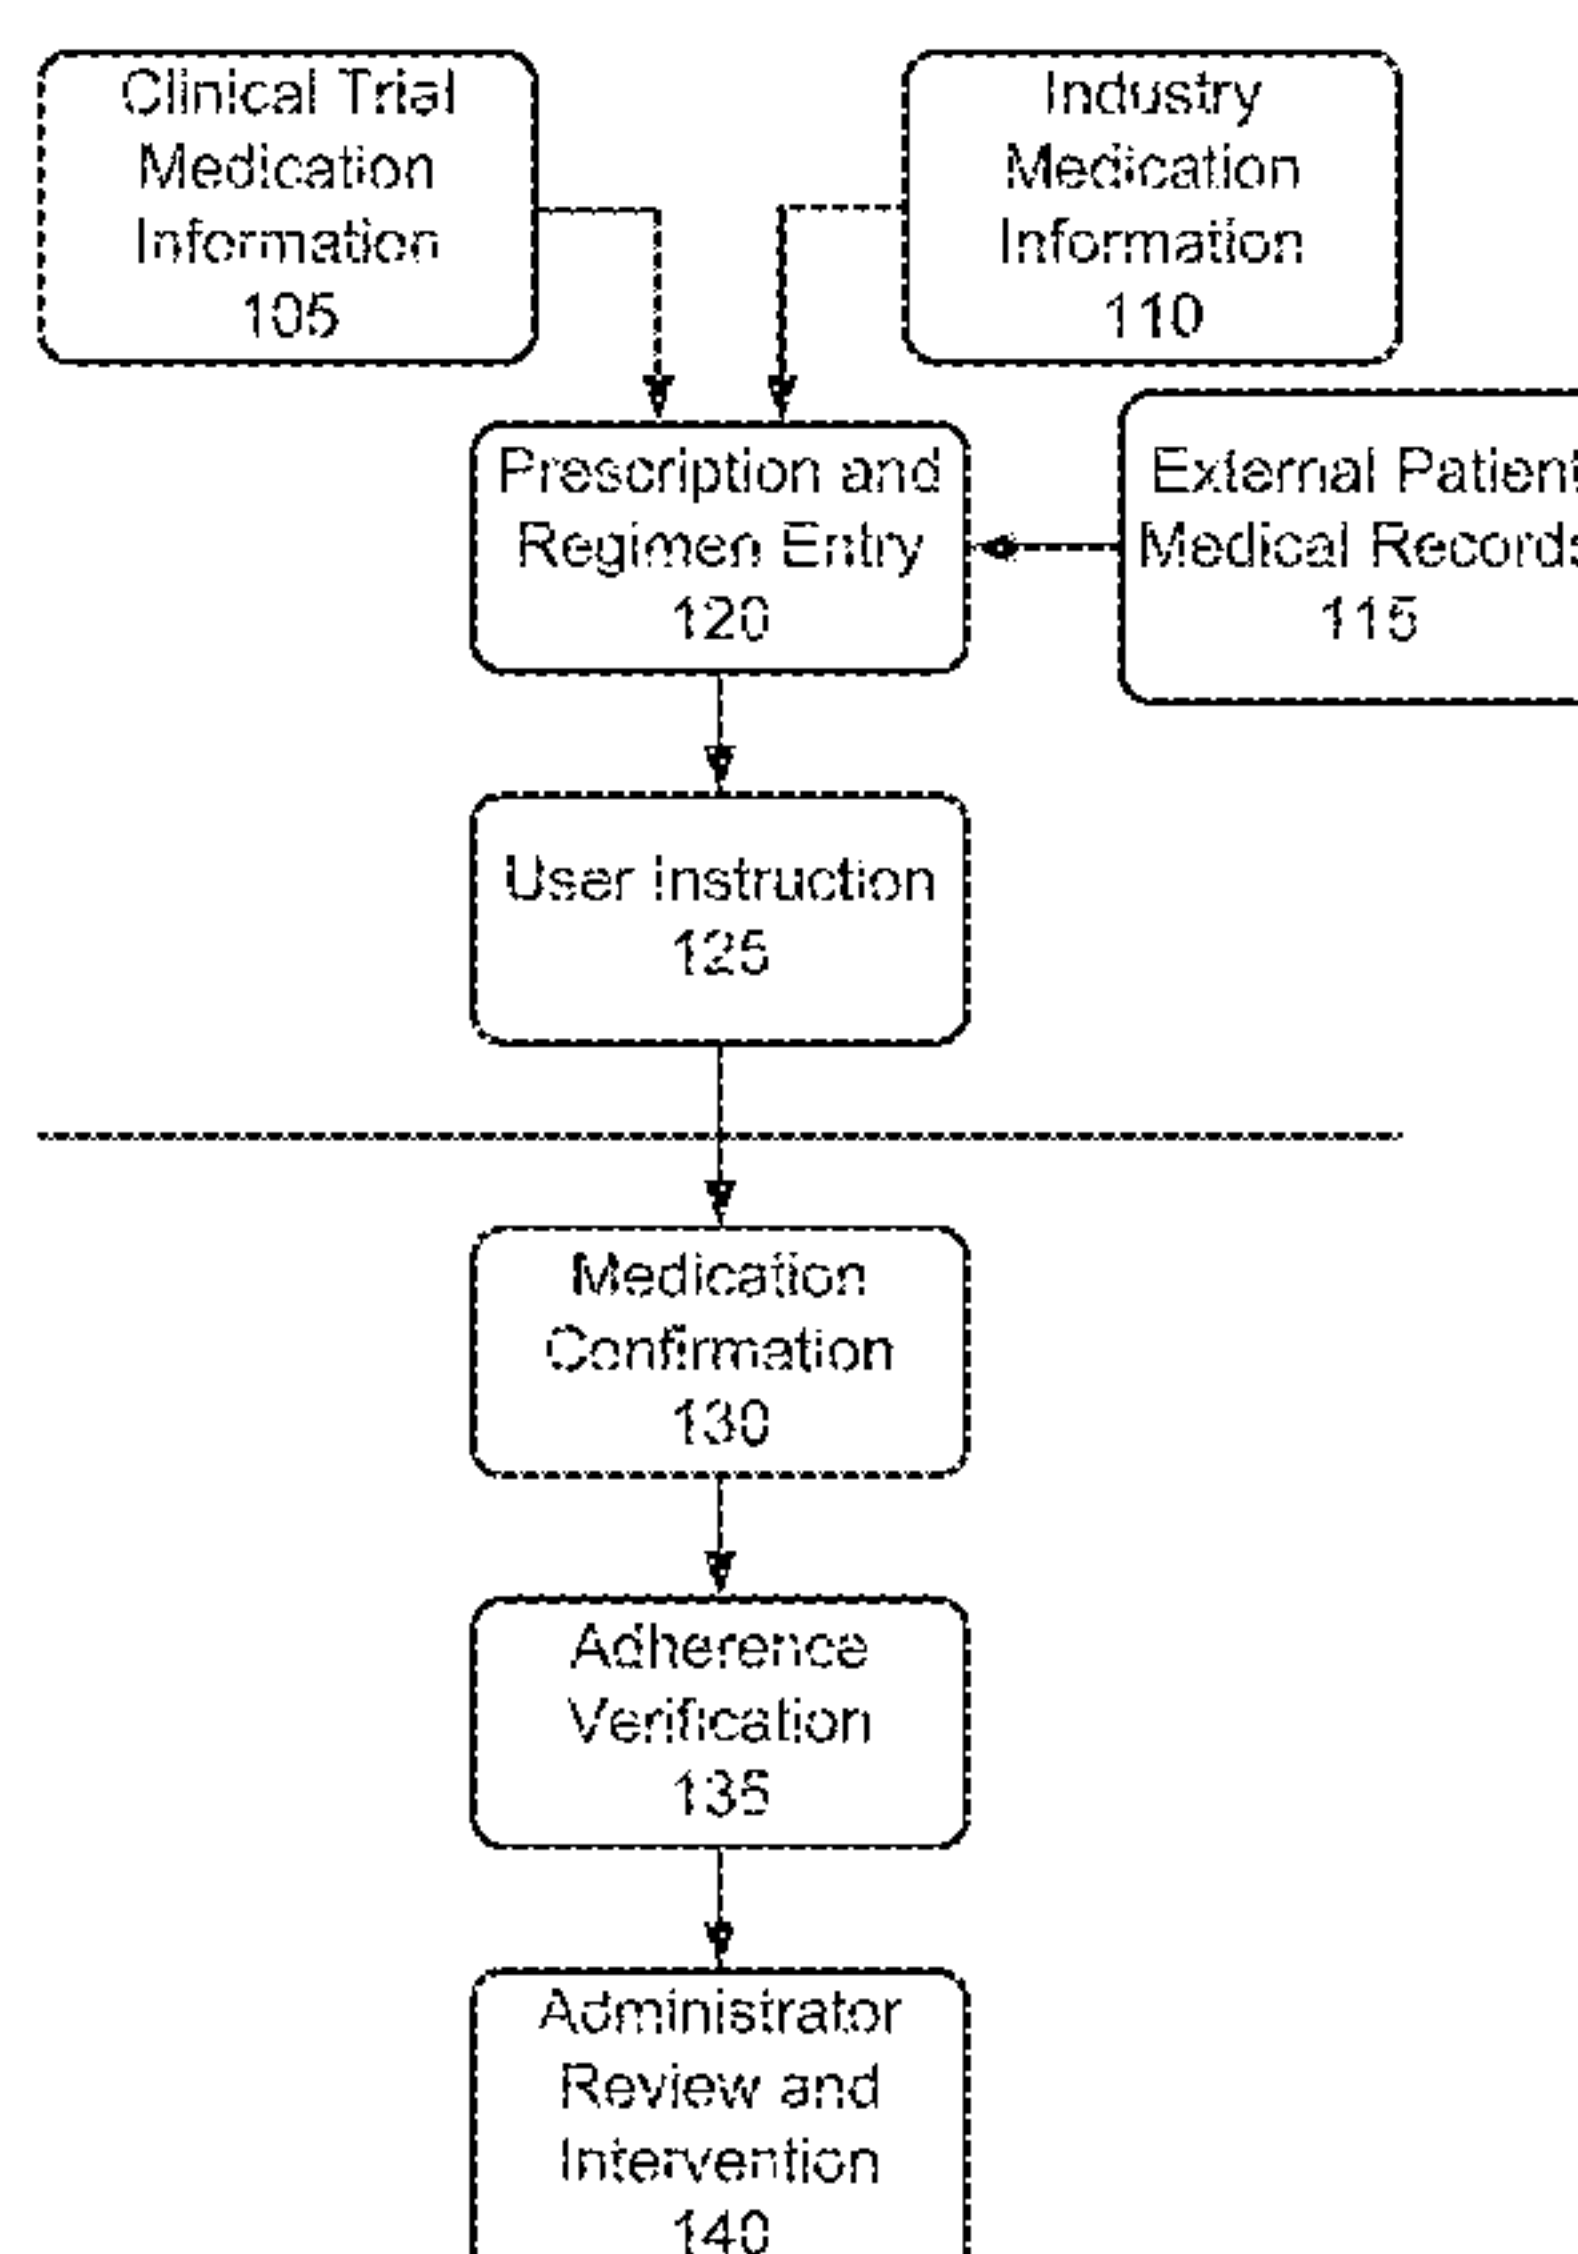 Clinical Trial
Medication
Information
105
Industry
Medication
Information
110
Prescription and
Regimen Entry
120
External Patient
Medical Records
115
User Instruction
125
Medication
Confirmation
130
Adherence
Verification
135
Administrator
Review and
Intervention
140